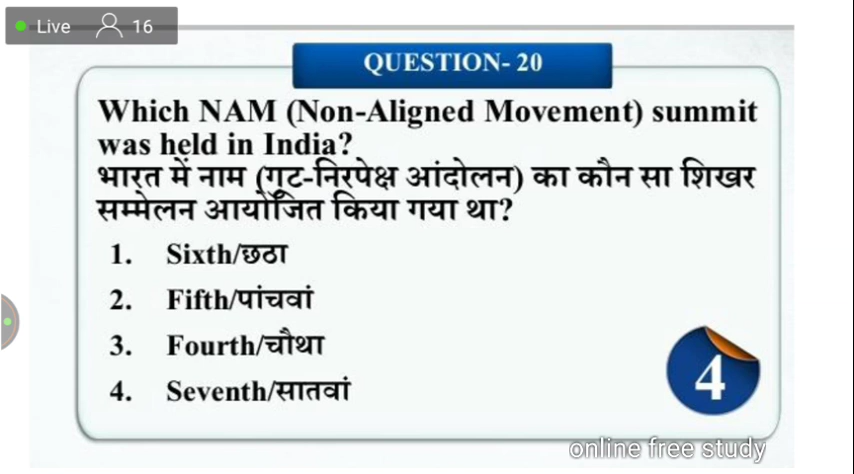 Live 16
QUESTION- 20
Which NAM (Non-Aligned Movement) summit
was held in India?
भारत में नाम (गुट-निरपेक्ष आंदोलन) का कौन सा शिखर
सम्मेलन आयोजित किया गया था?
1. Sixth/छठा
2. Fifth/पांचवां
3. Fourth/चौथा
4. Seventh/सातवां
4
online free study